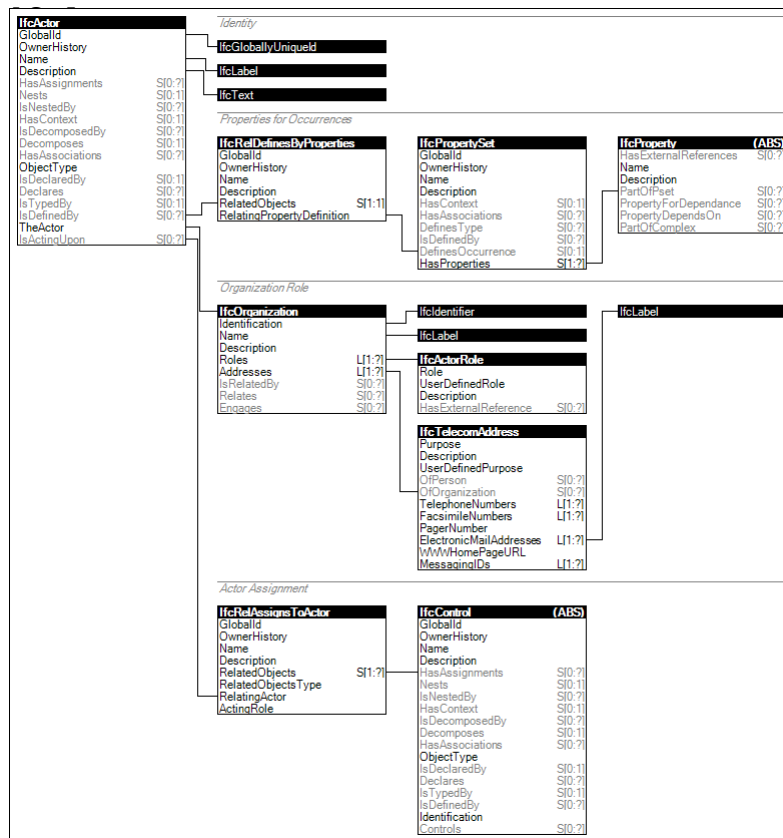 IfcActor
GlobalId
OwnerHistory
Name
Description
HasAssignments S[0:?]
Nests S[0:1]
IsNestedBy S[0:?]
HasContext S[0:1]
IsDecomposedBy S[0:?]
Decomposes S[0:1]
HasAssociations S[0:?]
ObjectType
IsDeclaredBy S[0:1]
Declares S[0:?]
IsTypedBy S[0:1]
IsDefinedBy S[0:?]
TheActor
IsActingUpon S[0:?]
Identity
IfcGloballyUniqueId
IfcLabel
IfcText
Properties for Occurrences
IfcRelDefinesByProperties
GlobalId
OwnerHistory
Name
Description
RelatedObjects S[1:1]
RelatingPropertyDefinition
IfcPropertySet
GlobalId
OwnerHistory
Name
Description
HasContext S[0:1]
HasAssociations S[0:?]
DefinesType S[0:?]
IsDefinedBy S[0:?]
DefinesOccurrence S[0:1]
HasProperties S[1:?]
IfcProperty (ABS)
HasExternalReferences S[0:?
Name
Description
PartOfPset S[0:?
PropertyForDependance S[0:?
PropertyDependsOn S[0:?
PartOfComplex S[0:?
Organization Role
IfcOrganization
Identification
Name
Description
Roles L[1:?]
Addresses L[1:?]
IsRelatedBy S[0:?]
Relates S[0:?]
Engages S[0:?]
IfcIdentifier
IfcLabel
IfcActorRole
Role
UserDefinedRole
Description
HasExternalReference S[0:?]
IfcTelecomAddress
Purpose
Description
UserDefinedPurpose
OfPerson S[0:?]
OfOrganization S[0:?]
TelephoneNumbers L[1:?]
FacsimileNumbers L[1:?]
PagerNumber
ElectronicMailAddresses L[1:?]
WWWHomePageURL
MessagingIDs L[1:?]
IfcLabel
Actor Assignment
IfcRelAssignsToActor
GlobalId
OwnerHistory
Name
Description
RelatedObjects S[1:?]
RelatedObjectsType
RelatingActor
ActingRole
IfcControl (ABS)
GlobalId
OwnerHistory
Name
Description
HasAssignments S[0:?]
Nests S[0:1]
IsNestedBy S[0:?]
HasContext S[0:1]
IsDecomposedBy S[0:?]
Decomposes S[0:1]
HasAssociations S[0:?]
ObjectType
IsDeclaredBy S[0:1]
Declares S[0:?]
IsTypedBy S[0:1]
IsDefinedBy S[0:?]
Identification
Controls S[0:?]